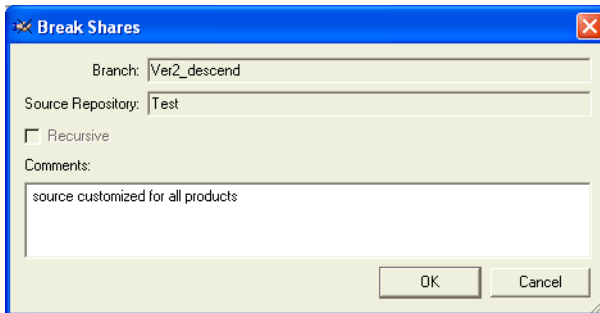 Break Shares
Branch: Ver2_descend
Source Repository: Test
Recursive
Comments:
source customized for all products
OK Cancel